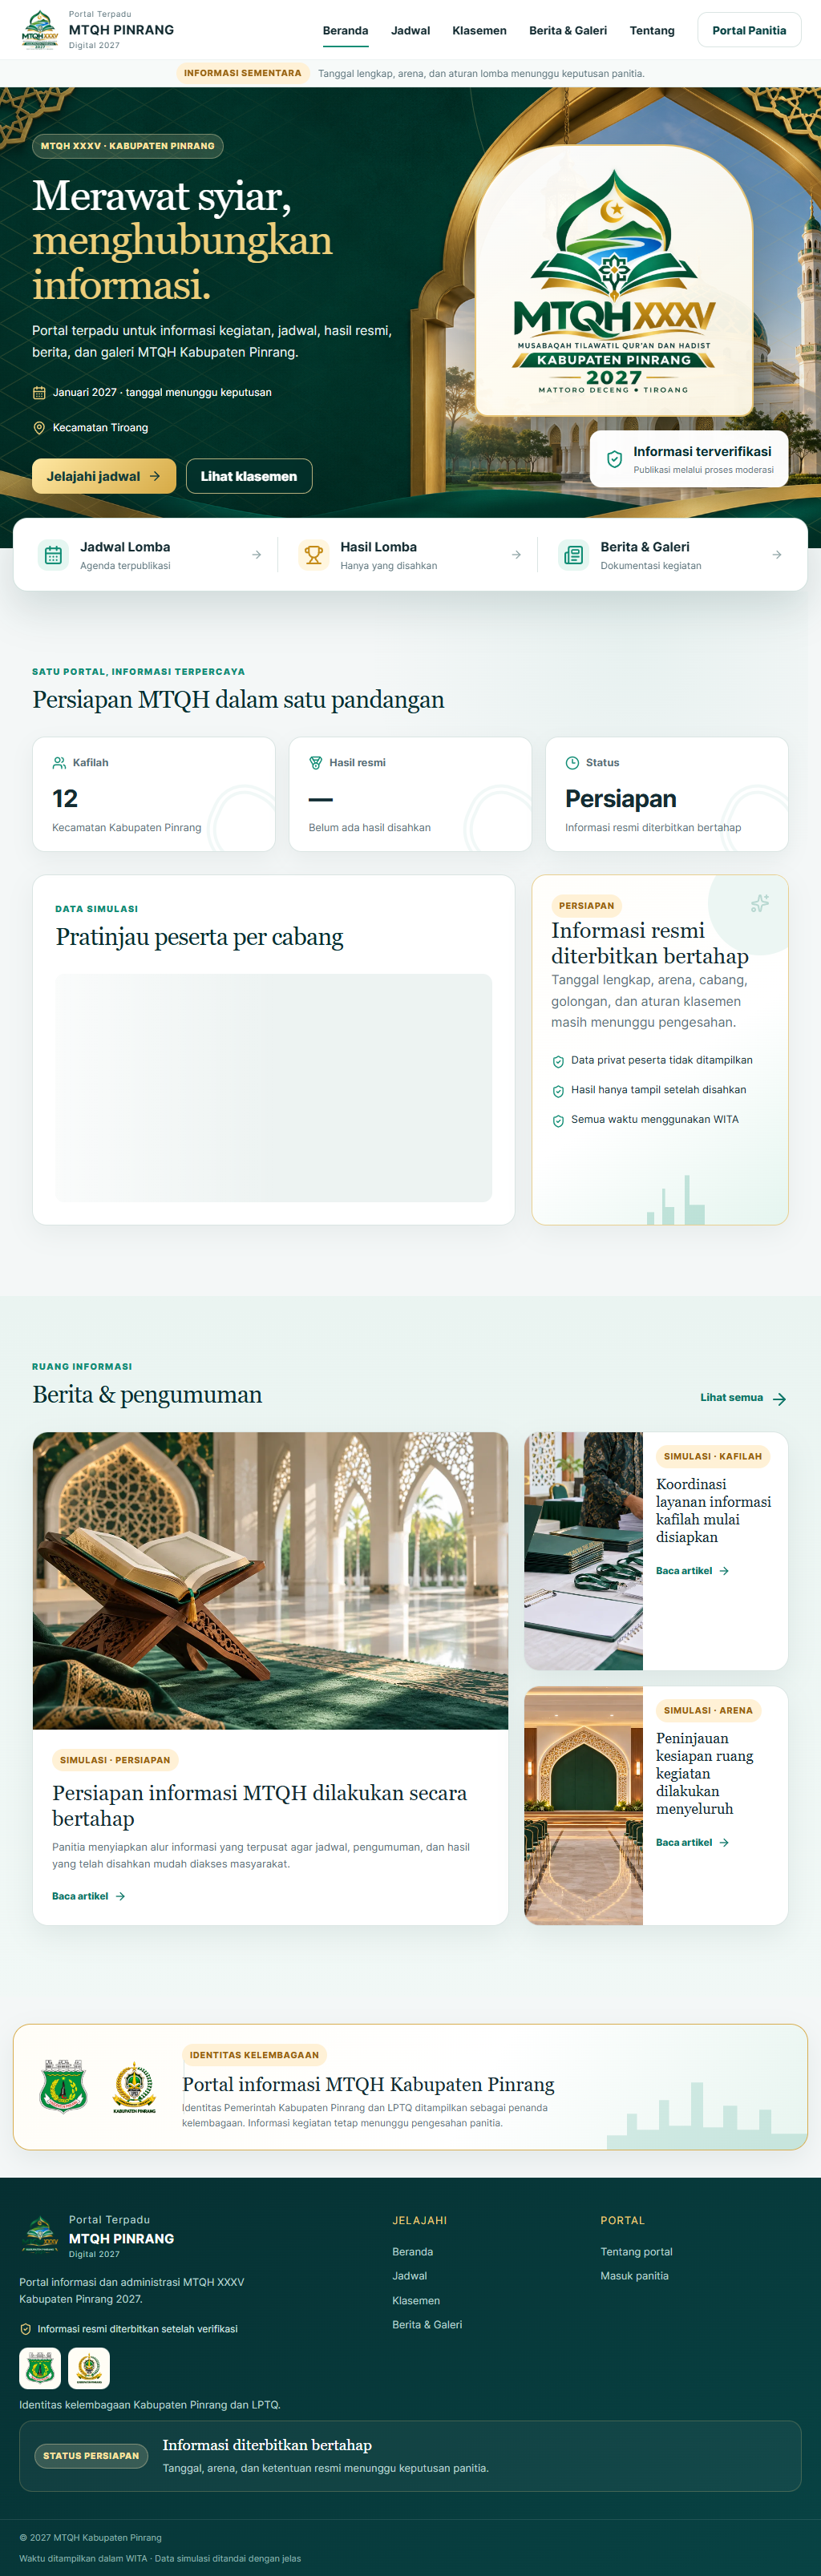 Portal Terpadu
MTQH PINRANG
Digital 2027
Beranda
Jadwal
Klasemen
Berita & Galeri
Tentang
Portal Panitia
INFORMASI SEMENTARA
Tanggal lengkap, arena, dan aturan lomba menunggu keputusan panitia.
MTQH XXXV · KABUPATEN PINRANG
Merawat syiar,
menghubungkan
informasi.
Portal terpadu untuk informasi kegiatan, jadwal, hasil resmi,
berita, dan galeri MTQH Kabupaten Pinrang.
Januari 2027 · tanggal menunggu keputusan
Kecamatan Tiroang
Jelajahi jadwal
Lihat klasemen
MTQH XXXV
MUSABAQAH TILAWATIL QUR'AN DAN HADIST
KABUPATEN PINRANG
2027
MATTORO DECENG • TIROANG
Informasi terverifikasi
Publikasi melalui proses moderasi
Jadwal Lomba
Agenda terpublikasi
Hasil Lomba
Hanya yang disahkan
Berita & Galeri
Dokumentasi kegiatan
SATU PORTAL, INFORMASI TERPERCAYA
Persiapan MTQH dalam satu pandangan
Kafilah
12
Kecamatan Kabupaten Pinrang
Hasil resmi
—
Belum ada hasil disahkan
Status
Persiapan
Informasi resmi diterbitkan bertahap
DATA SIMULASI
Pratinjau peserta per cabang
PERSIAPAN
Informasi resmi
diterbitkan bertahap
Tanggal lengkap, arena, cabang,
golongan, dan aturan klasemen
masih menunggu pengesahan.
Data privat peserta tidak ditampilkan
Hasil hanya tampil setelah disahkan
Semua waktu menggunakan WITA
RUANG INFORMASI
Berita & pengumuman
Lihat semua
SIMULASI · PERSIAPAN
Persiapan informasi MTQH dilakukan secara
bertahap
Panitia menyiapkan alur informasi yang terpusat agar jadwal, pengumuman, dan hasil
yang telah disahkan mudah diakses masyarakat.
Baca artikel
SIMULASI · KAFILAH
Koordinasi
layanan informasi
kafilah mulai
disiapkan
Baca artikel
SIMULASI · ARENA
Peninjauan
kesiapan ruang
kegiatan
dilakukan
menyeluruh
Baca artikel
KABUPATEN PINRANG
IDENTITAS KELEMBAGAAN
Portal informasi MTQH Kabupaten Pinrang
Identitas Pemerintah Kabupaten Pinrang dan LPTQ ditampilkan sebagai penanda
kelembagaan. Informasi kegiatan tetap menunggu pengesahan panitia.
Portal Terpadu
MTQH PINRANG
Digital 2027
Portal informasi dan administrasi MTQH XXXV
Kabupaten Pinrang 2027.
Informasi resmi diterbitkan setelah verifikasi
Identitas kelembagaan Kabupaten Pinrang dan LPTQ.
JELAJAHI
Beranda
Jadwal
Klasemen
Berita & Galeri
PORTAL
Tentang portal
Masuk panitia
STATUS PERSIAPAN
Informasi diterbitkan bertahap
Tanggal, arena, dan ketentuan resmi menunggu keputusan panitia.
© 2027 MTQH Kabupaten Pinrang
Waktu ditampilkan dalam WITA · Data simulasi ditandai dengan jelas